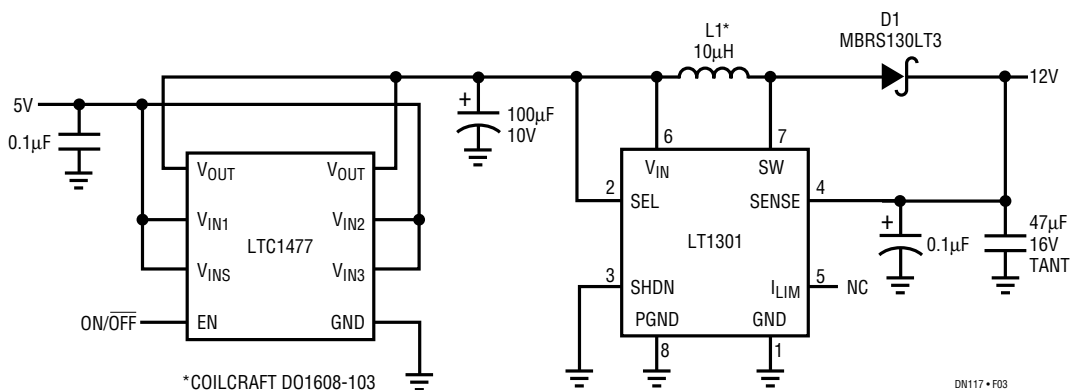 D1
MBRS130LT3
L1*
10µH
12V
5V
0.1µF
+
100µF
10V
6
7
VOUT
VOUT
VIN
SW
2
SEL
SENSE
4
VIN1
VIN2
LTC1477
LT1301
+
0.1µF
47µF
16V
TANT
VINS
VIN3
3
SHDN
ILIM
5
NC
ON/OFF
EN
GND
PGND
GND
8
1
*COILCRAFT DO1608-103
DN117 • F03